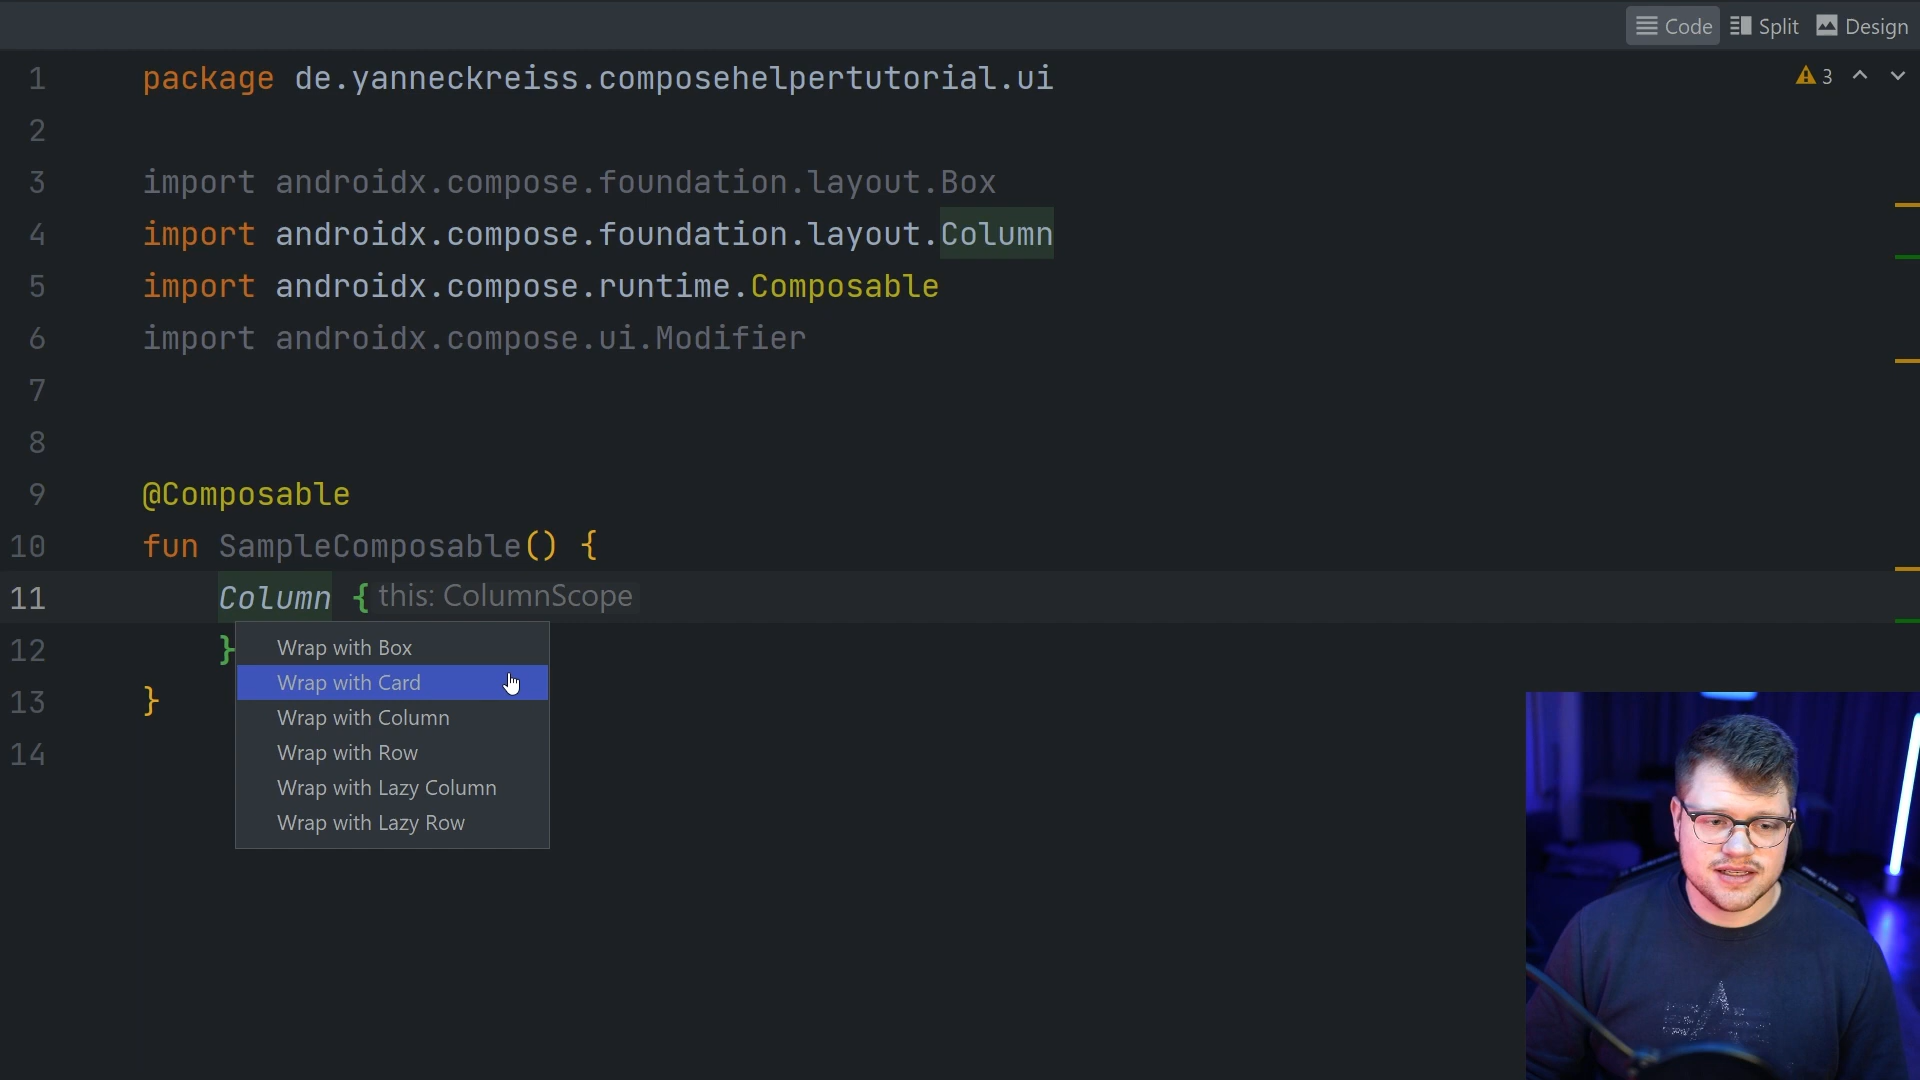 Code Split Design
1 package de.yanneckreiss.composehelpertutorial.ui
3
2
3 import androidx.compose.foundation.layout.Box
4 import androidx.compose.foundation.layout.Column
5 import androidx.compose.runtime.Composable
6 import androidx.compose.ui.Modifier
7
8
9 @Composable
10 fun SampleComposable() {
11 Column { this: ColumnScope
12 }
13 }
14
Wrap with Box
Wrap with Card
Wrap with Column
Wrap with Row
Wrap with Lazy Column
Wrap with Lazy Row